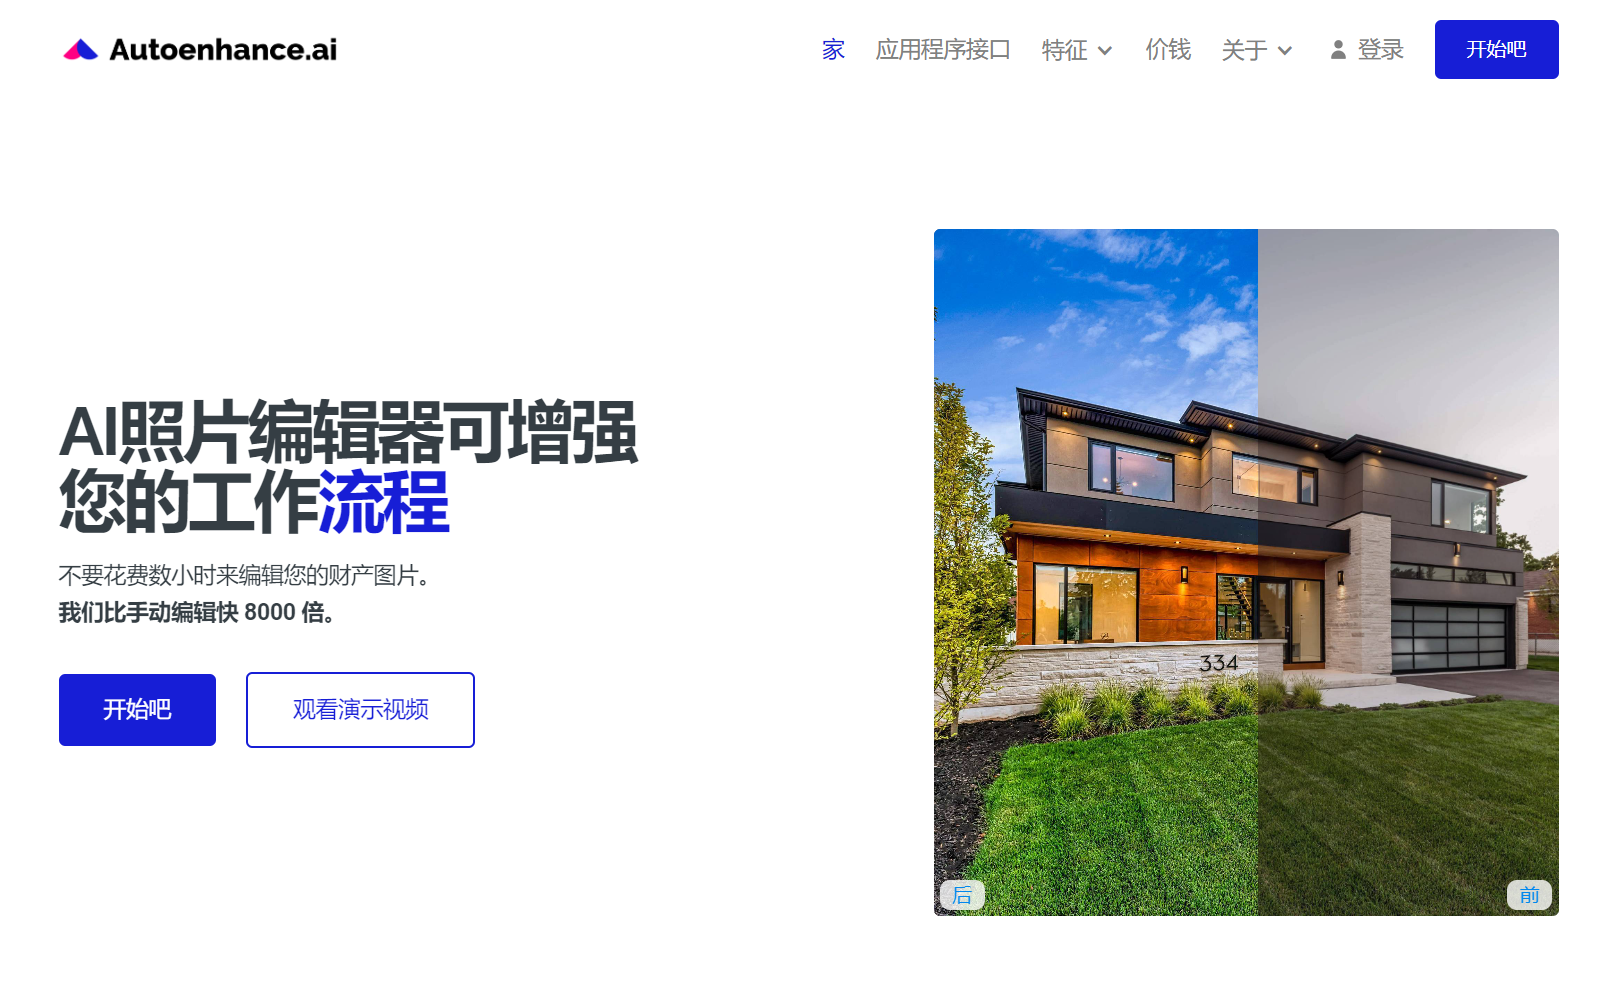 Autoenhance.ai
家
应用程序接口
特征
价钱
关于
登录
开始吧
AI照片编辑器可增强
您的工作流程
不要花费数小时来编辑您的财产图片。
我们比手动编辑快 8000 倍。
开始吧
观看演示视频
334
后
前